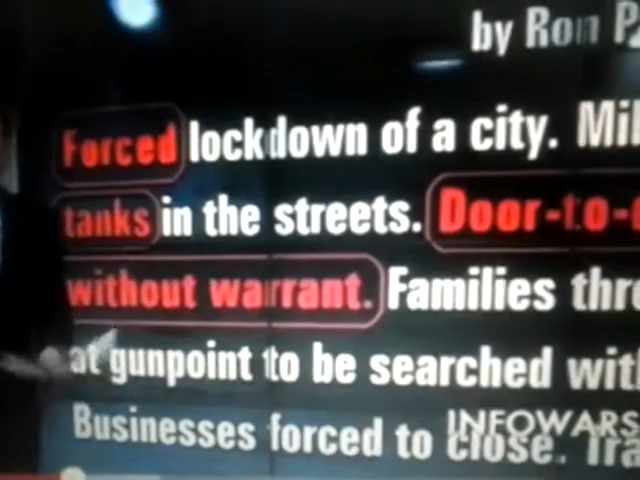 by Ron
Forced lockdown of a city.
tanks in the streets. Door-to-
without warrant. Families
at gunpoint to be searched
Businesses forced to close.
INFOWARS